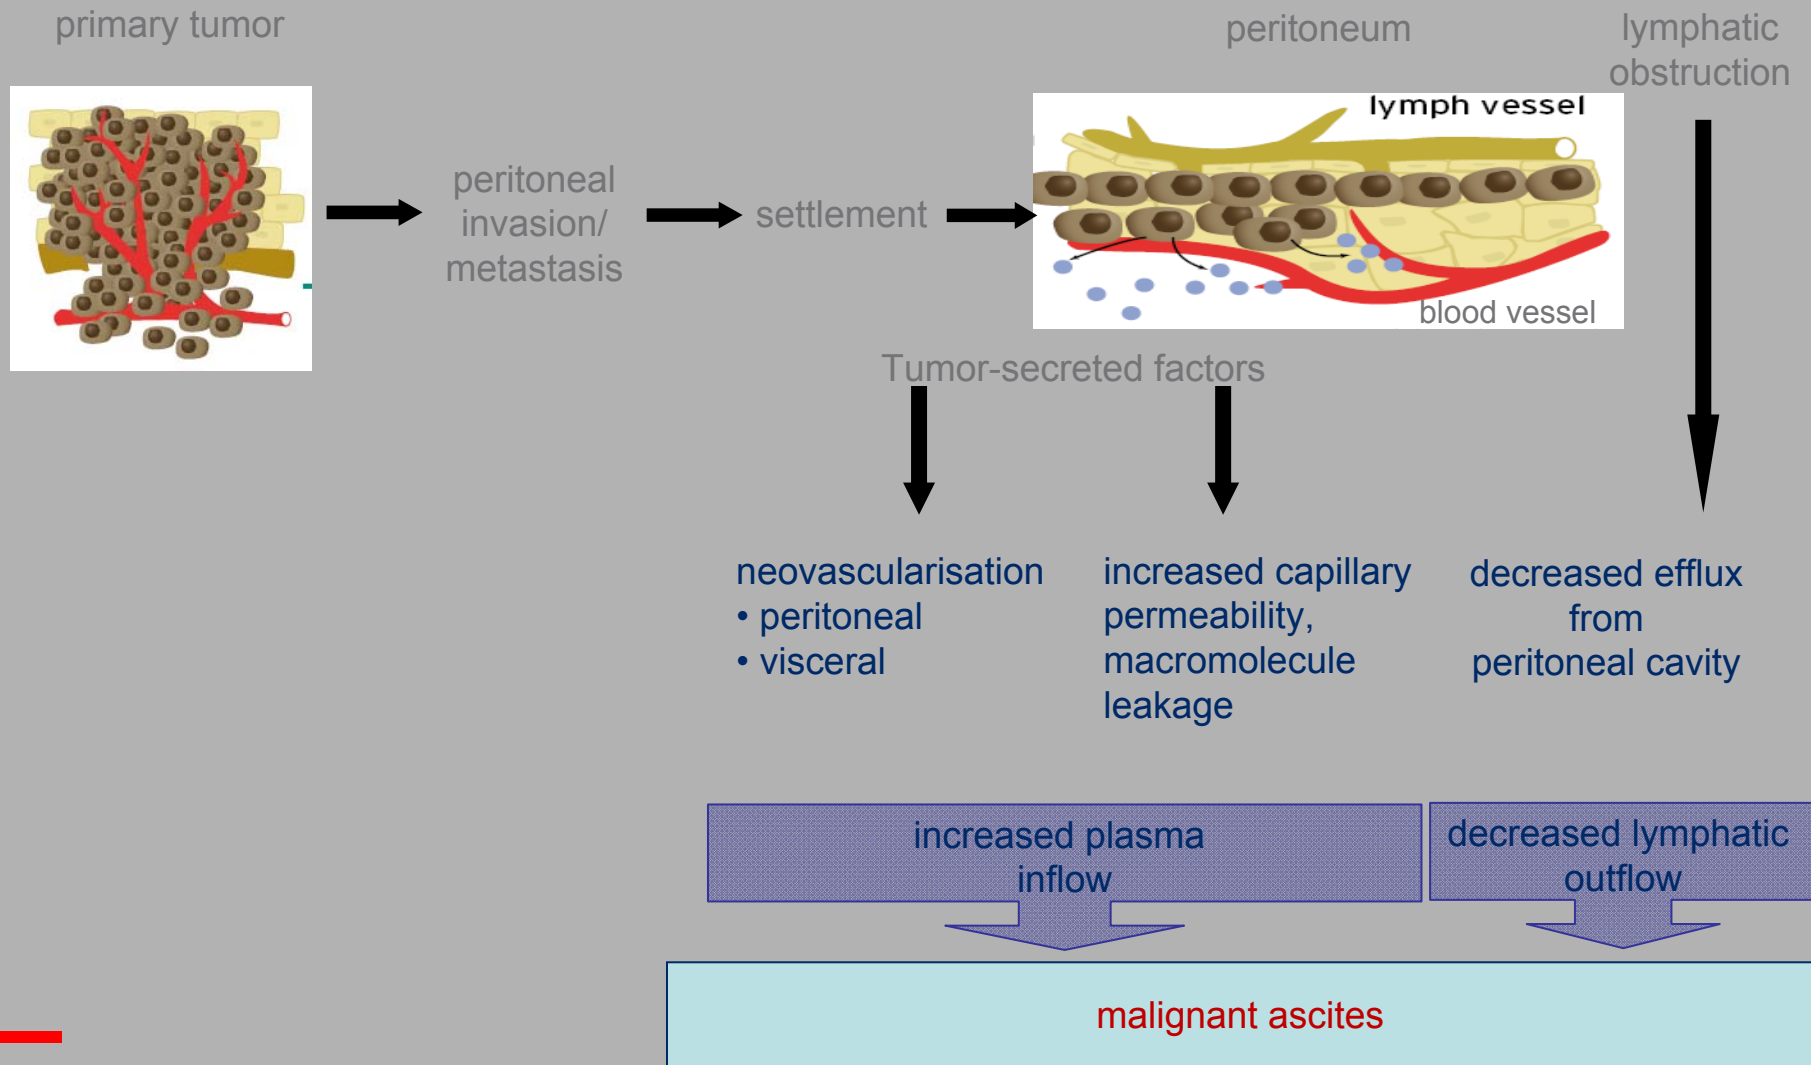 primary tumor
peritoneum
lymphatic
obstruction
lymph vessel
peritoneal
invasion/
metastasis
settlement
blood vessel
Tumor-secreted factors
neovascularisation
• peritoneal
• visceral
increased capillary
permeability,
macromolecule
leakage
decreased efflux
from
peritoneal cavity
increased plasma
inflow
decreased lymphatic
outflow
malignant ascites